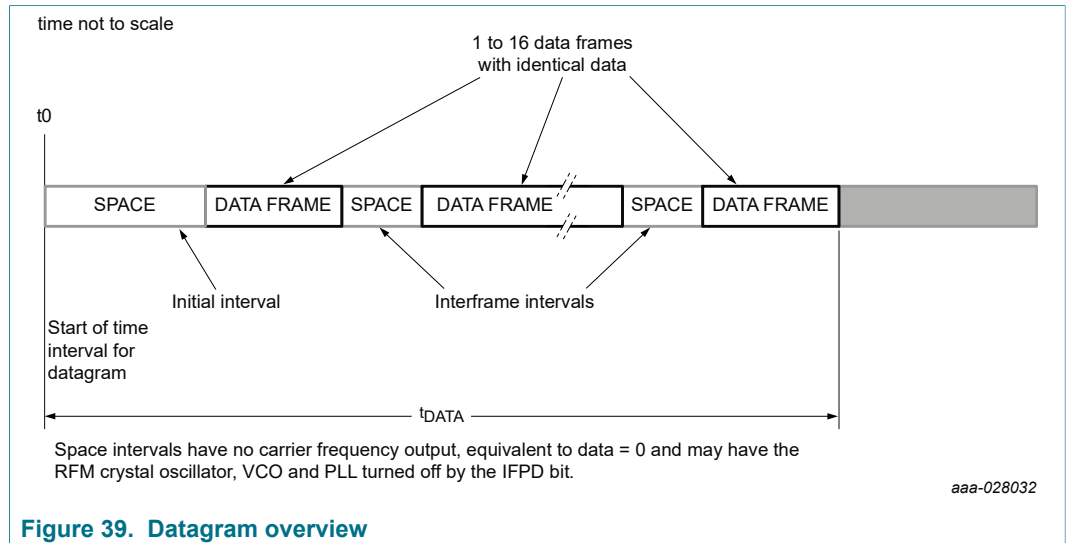 time not to scale
1 to 16 data frames
with identical data
t0
SPACE DATA FRAME SPACE DATA FRAME SPACE DATA FRAME
Initial interval
Interframe intervals
Start of time
interval for
datagram
tDATA
Space intervals have no carrier frequency output, equivalent to data = 0 and may have the
RFM crystal oscillator, VCO and PLL turned off by the IFPD bit.
aaa-028032
Figure 39. Datagram overview